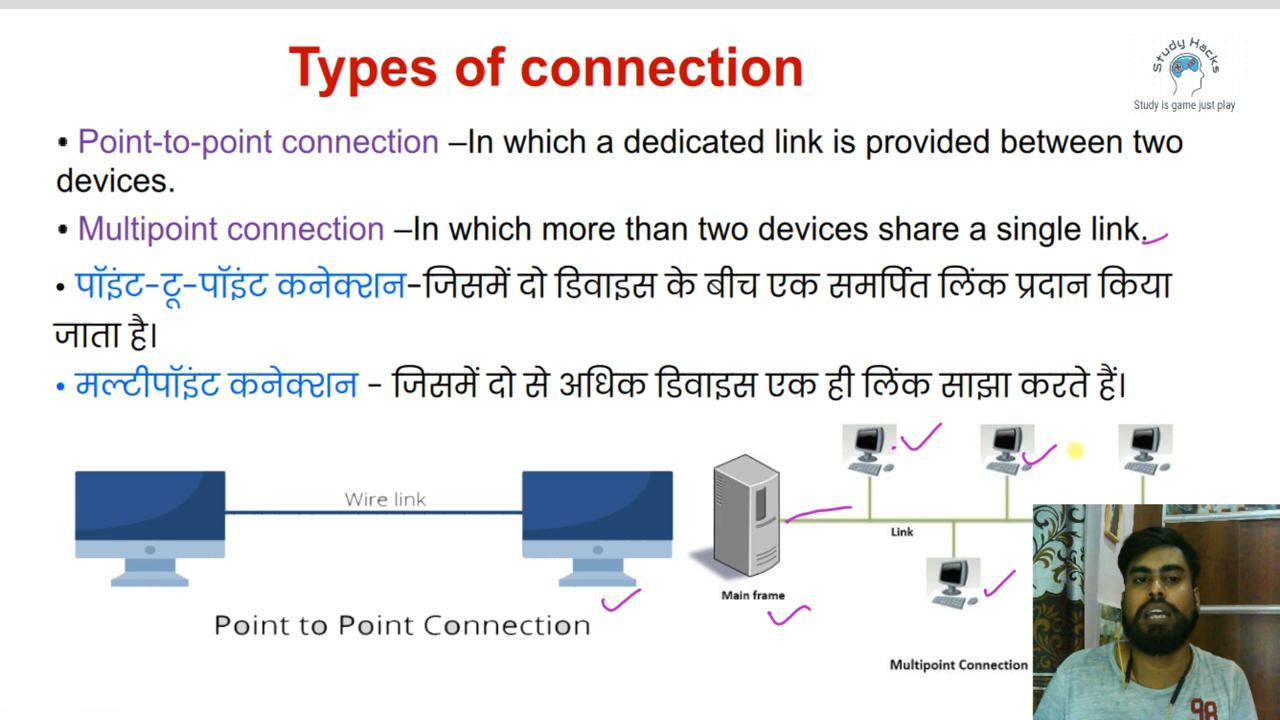 Types of connection
Study Hacks
Study is game just play
• Point-to-point connection –In which a dedicated link is provided between two
devices.
• Multipoint connection –In which more than two devices share a single link.
• पॉइंट-टू-पॉइंट कनेक्शन-जिसमें दो डिवाइस के बीच एक समर्पित लिंक प्रदान किया
जाता है।
• मल्टीपॉइंट कनेक्शन - जिसमें दो से अधिक डिवाइस एक ही लिंक साझा करते हैं।
Wire link
Point to Point Connection
Link
Main frame
Multipoint Connection
98